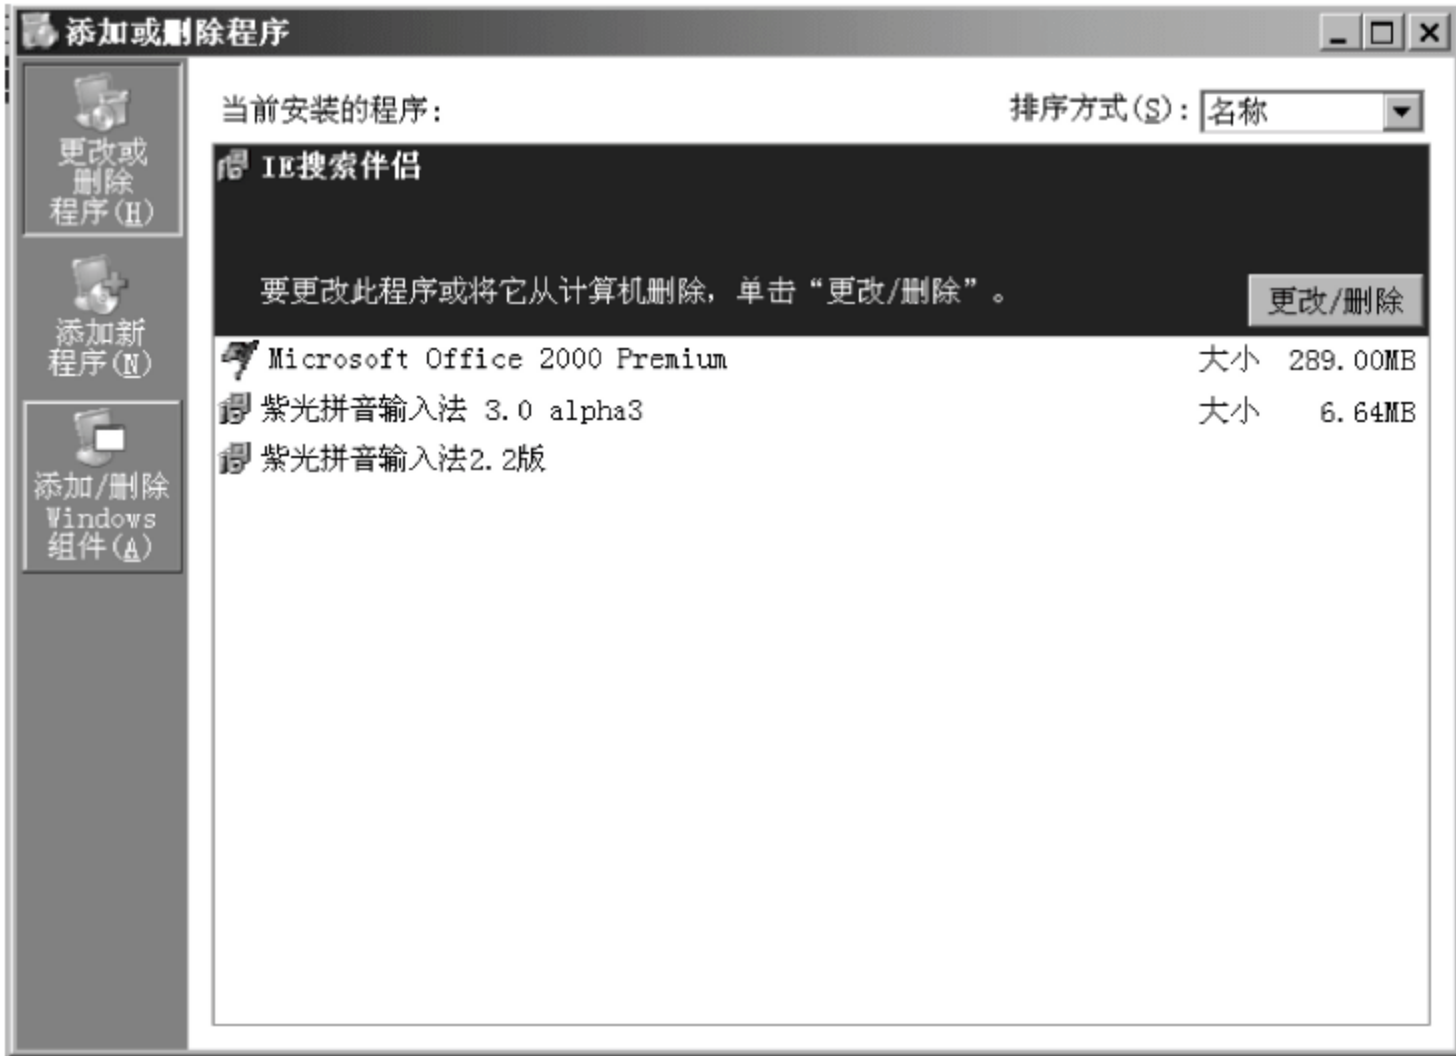 添加或删除程序
更改或
删除
程序(H)
添加新
程序(N)
添加/删除
Windows
组件(A)
当前安装的程序:
排序方式(S): 名称
IE搜索伴侣
要更改此程序或将它从计算机删除，单击“更改/删除”。
更改/删除
Microsoft Office 2000 Premium 大小 289.00MB
紫光拼音输入法 3.0 alpha3 大小 6.64MB
紫光拼音输入法2.2版